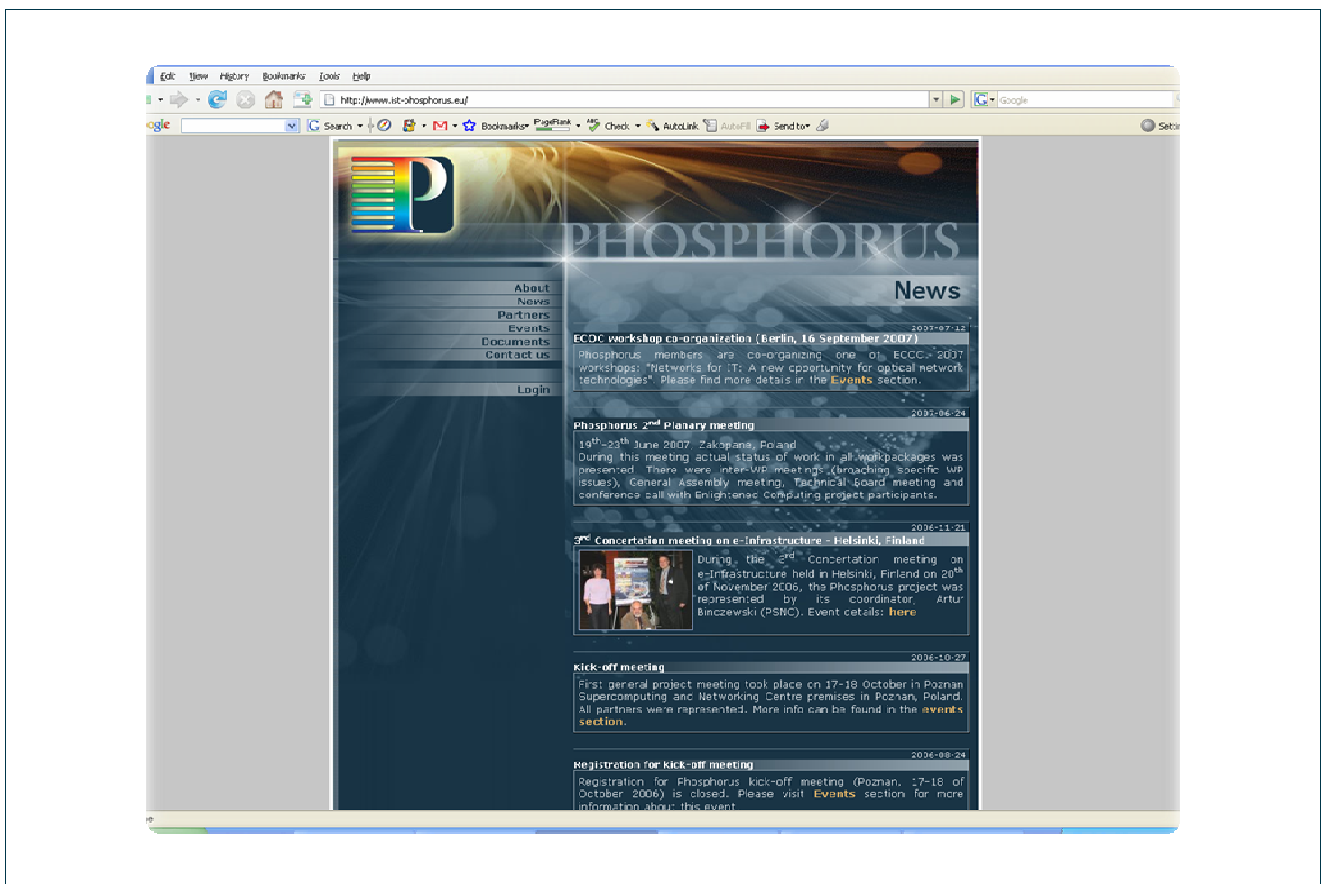 Edit View History Bookmarks Tools Help
http://www.ist-phosphorus.eu/ Google
ogle Search Bookmarks PageRank Check AutoLink AutoFill Send to Settin
P
PHOSPHORUS
News
About
News
Partners
Events
Documents
Contact us
Login
2007-07-12
ECOC workshop co-organization (Berlin, 16 September 2007)
Phosphorus members are co-organizing one of ECCC 2007
workshops: "Networks for IT: A new opportunity for optical network
technologies". Please find more details in the Events section.
2007-06-24
Phosphorus 2nd Planary meeting
19th-23th June 2007, Zakopane, Poland
During this meeting actual status of work in all workpackages was
presented. There were inter-WP meetings (broaching specific WP
issues), General Assembly meeting, Technical Board meeting and
conference call with Enlightened Computing project participants.
2006-11-21
3rd Concertation meeting on e-Infrastructure - Helsinki, Finland
During the 3rd Concertation meeting on
e-Infrastructure held in Helsinki, Finland on 20th
of November 2006, the Phosphorus project was
represented by its coordinator, Artur
Binczewski (PSNC). Event details: here
2006-10-27
Kick-off meeting
First general project meeting took place on 17-18 October in Poznan
Supercomputing and Networking Centre premises in Poznan, Poland.
All partners were represented. More info can be found in the events
section.
2006-08-24
Registration for kick-off meeting
Registration for Phosphorus kick-off meeting (Poznan, 17-18 of
October 2006) is closed. Please visit Events section for more
information about this event